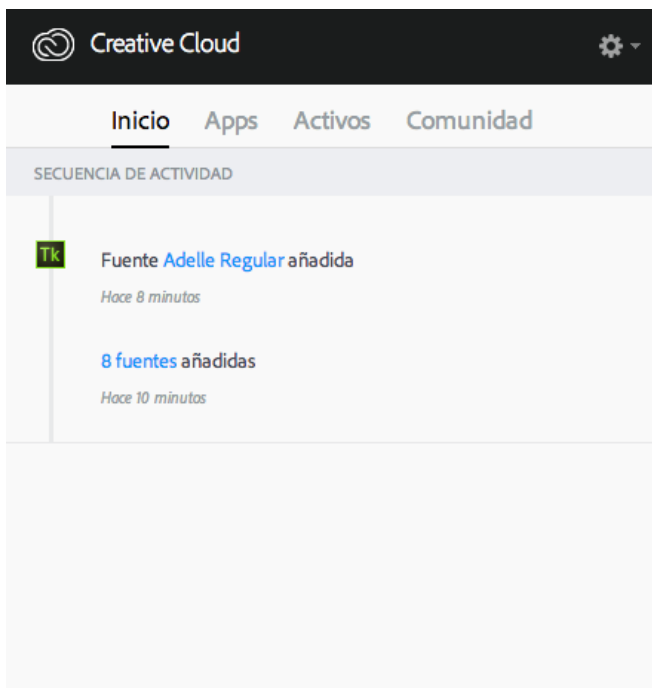 Creative Cloud
Inicio Apps Activos Comunidad
SECUENCIA DE ACTIVIDAD
Tk
Fuente Adelle Regular añadida
Hace 8 minutos
8 fuentes añadidas
Hace 10 minutos